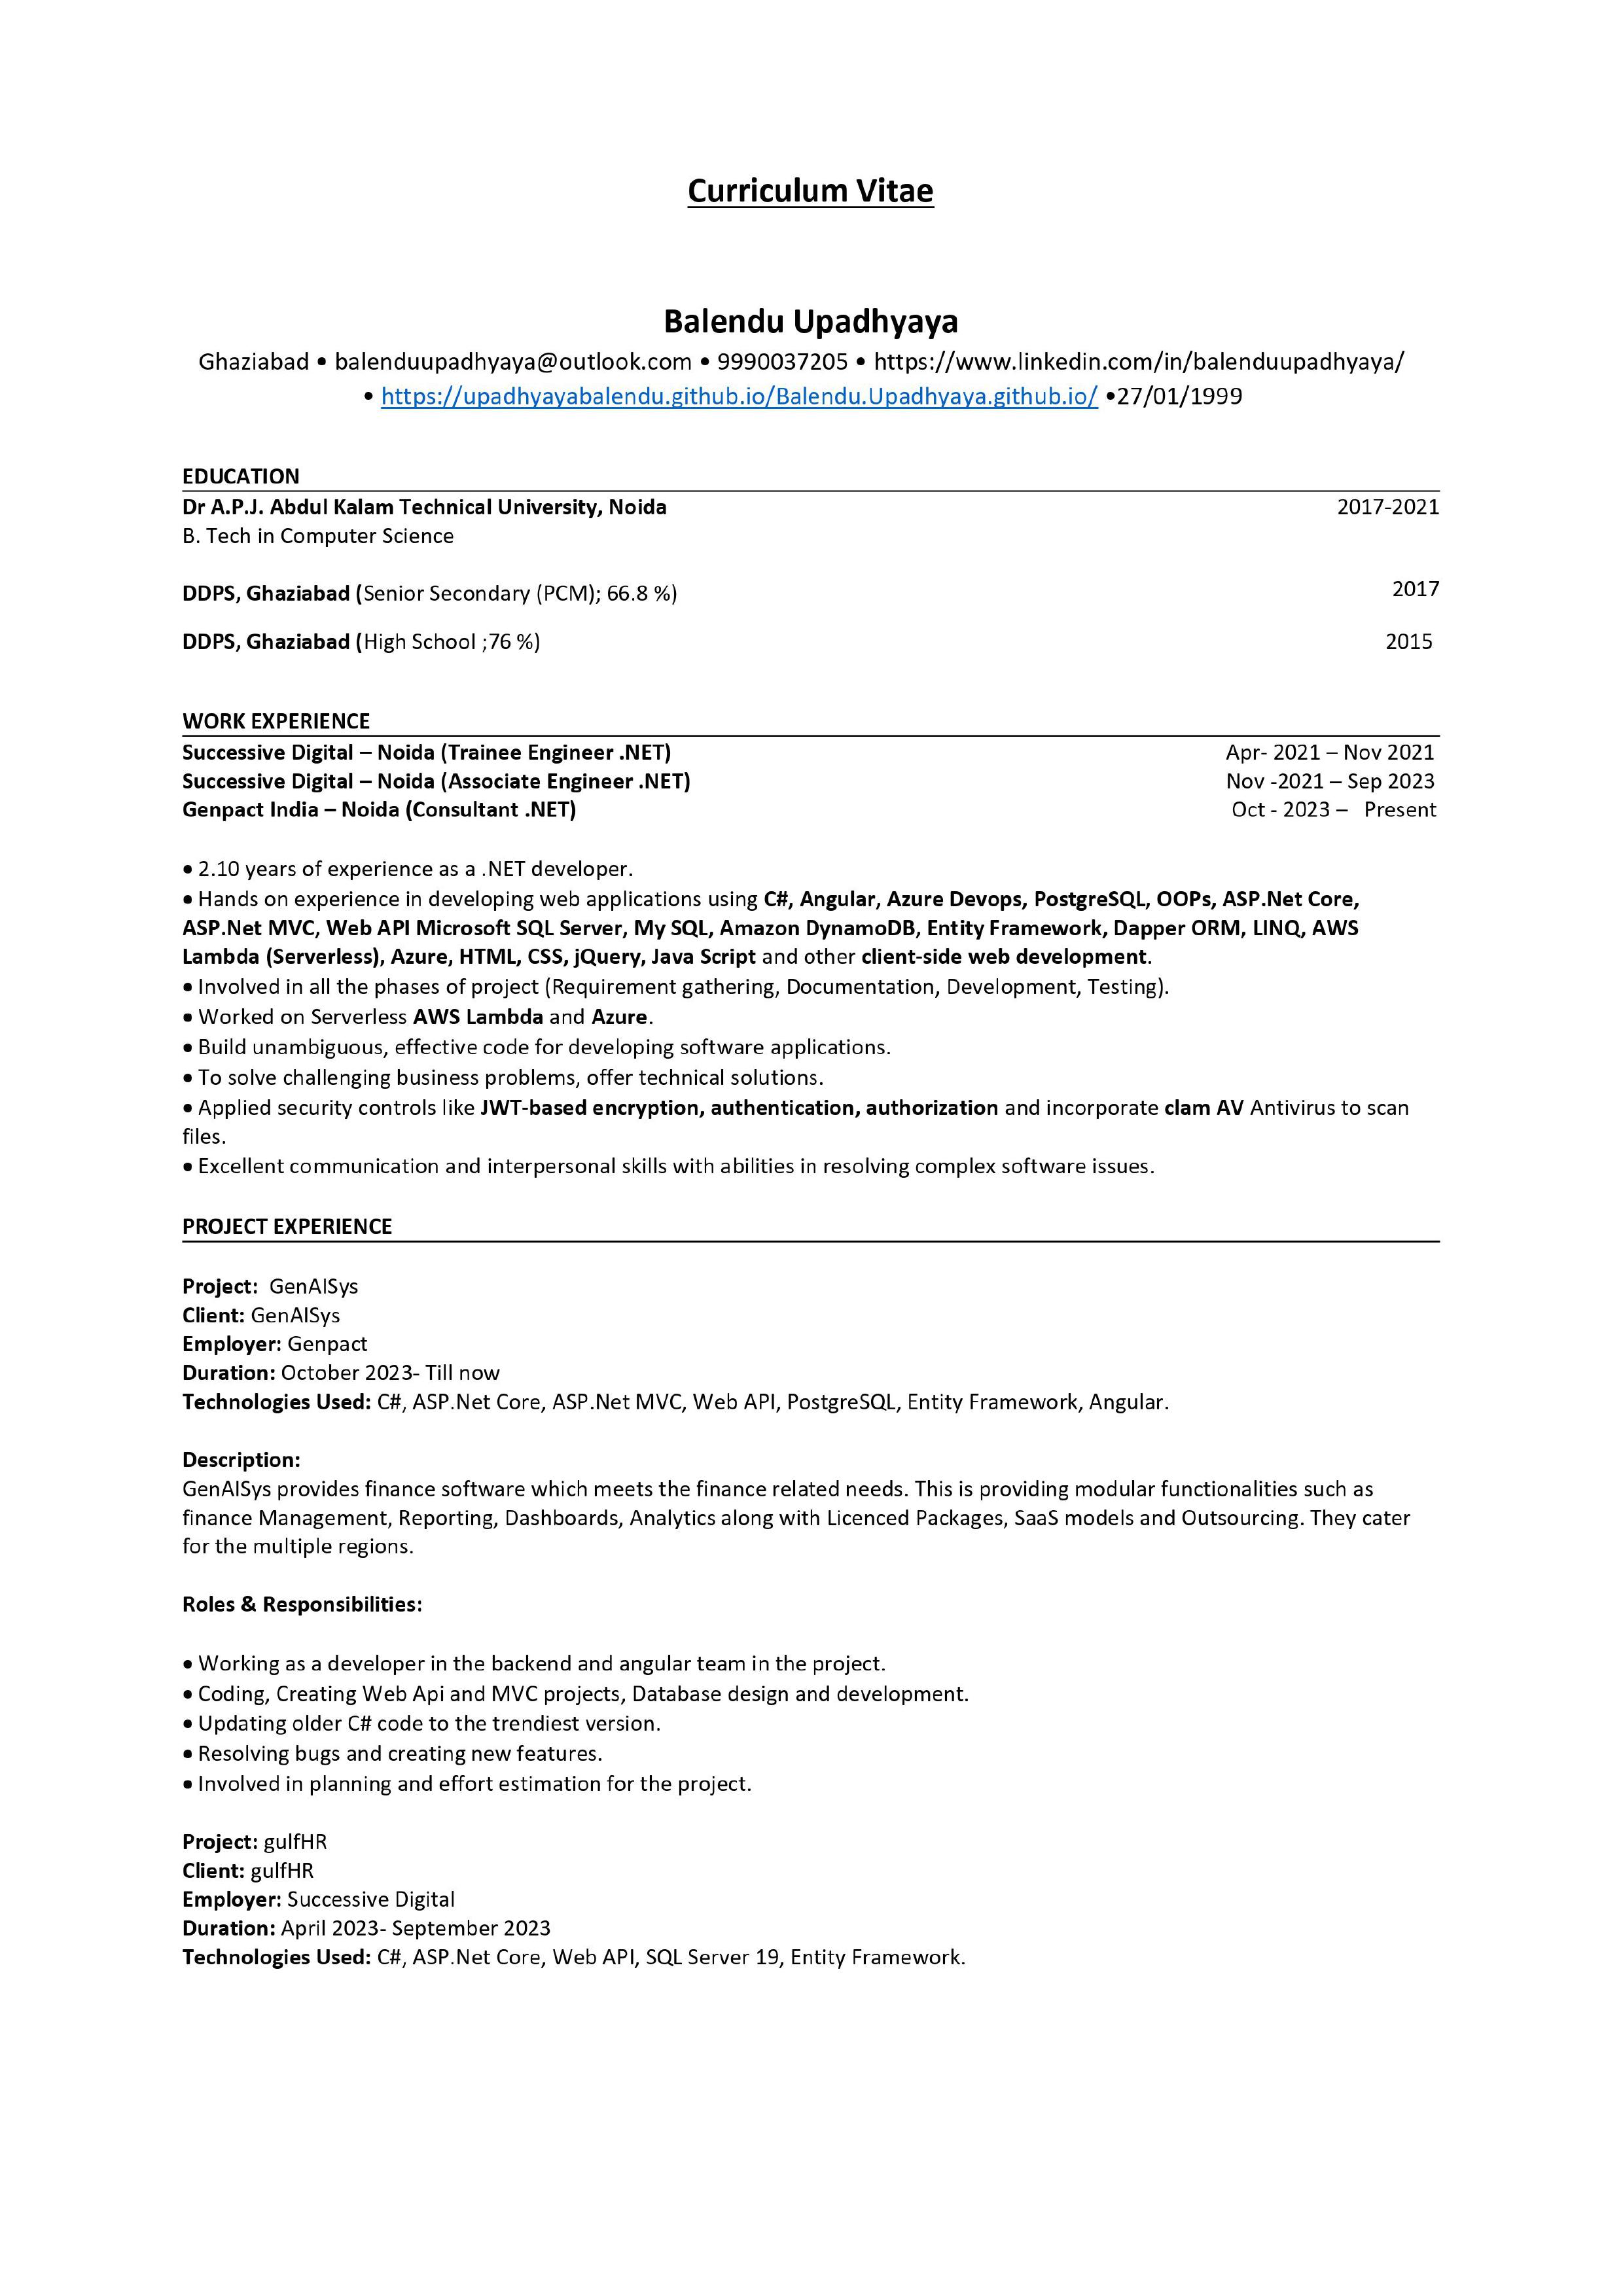 Curriculum Vitae
Balendu Upadhyaya
Ghaziabad • balenduupadhyaya@outlook.com • 9990037205 • https://www.linkedin.com/in/balenduupadhyaya/
• https://upadhyayabalendu.github.io/Balendu.Upadhyaya.github.io/ •27/01/1999
EDUCATION
Dr A.P.J. Abdul Kalam Technical University, Noida 2017-2021
B. Tech in Computer Science
DDPS, Ghaziabad (Senior Secondary (PCM); 66.8 %) 2017
DDPS, Ghaziabad (High School ;76 %) 2015
WORK EXPERIENCE
Successive Digital – Noida (Trainee Engineer .NET) Apr- 2021 – Nov 2021
Successive Digital – Noida (Associate Engineer .NET) Nov -2021 – Sep 2023
Genpact India – Noida (Consultant .NET) Oct - 2023 – Present
• 2.10 years of experience as a .NET developer.
• Hands on experience in developing web applications using C#, Angular, Azure Devops, PostgreSQL, OOPs, ASP.Net Core,
ASP.Net MVC, Web API Microsoft SQL Server, My SQL, Amazon DynamoDB, Entity Framework, Dapper ORM, LINQ, AWS
Lambda (Serverless), Azure, HTML, CSS, jQuery, Java Script and other client-side web development.
• Involved in all the phases of project (Requirement gathering, Documentation, Development, Testing).
• Worked on Serverless AWS Lambda and Azure.
• Build unambiguous, effective code for developing software applications.
• To solve challenging business problems, offer technical solutions.
• Applied security controls like JWT-based encryption, authentication, authorization and incorporate clam AV Antivirus to scan
files.
• Excellent communication and interpersonal skills with abilities in resolving complex software issues.
PROJECT EXPERIENCE
Project: GenAISys
Client: GenAISys
Employer: Genpact
Duration: October 2023- Till now
Technologies Used: C#, ASP.Net Core, ASP.Net MVC, Web API, PostgreSQL, Entity Framework, Angular.
Description:
GenAISys provides finance software which meets the finance related needs. This is providing modular functionalities such as
finance Management, Reporting, Dashboards, Analytics along with Licenced Packages, SaaS models and Outsourcing. They cater
for the multiple regions.
Roles & Responsibilities:
• Working as a developer in the backend and angular team in the project.
• Coding, Creating Web Api and MVC projects, Database design and development.
• Updating older C# code to the trendiest version.
• Resolving bugs and creating new features.
• Involved in planning and effort estimation for the project.
Project: gulfHR
Client: gulfHR
Employer: Successive Digital
Duration: April 2023- September 2023
Technologies Used: C#, ASP.Net Core, Web API, SQL Server 19, Entity Framework.